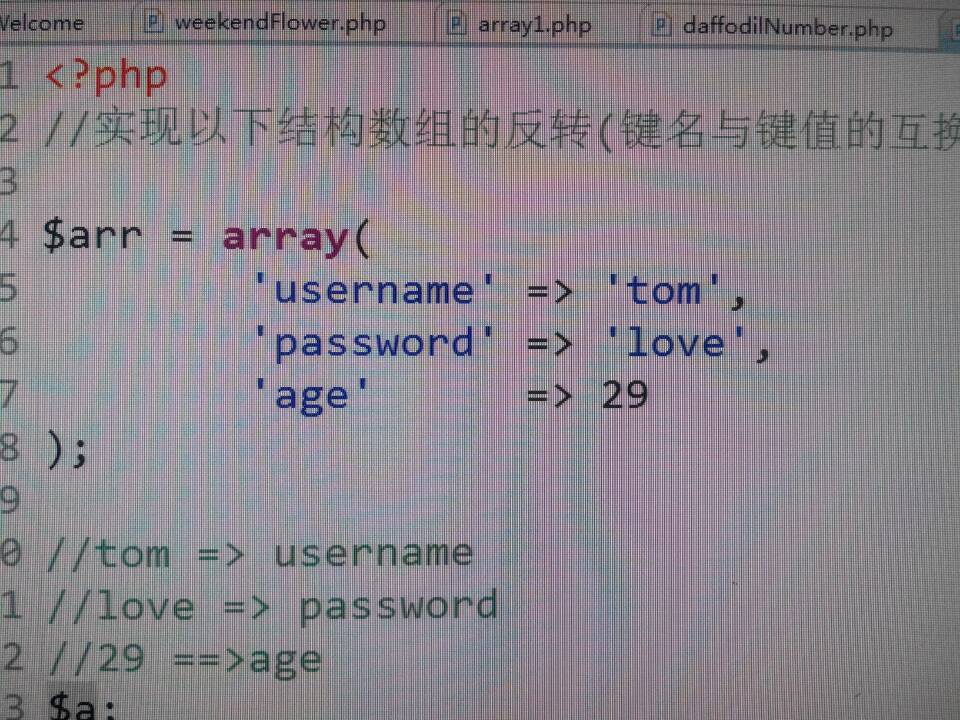 Welcome weekendFlower.php array1.php daffodilNumber.php
1 <?php
2 //实现以下结构数组的反转(键名与键值的互换
3
4 $arr = array(
5 'username' => 'tom',
6 'password' => 'love',
7 'age' => 29
8 );
9
0 //tom => username
1 //love => password
2 //29 ==>age
3 $a;